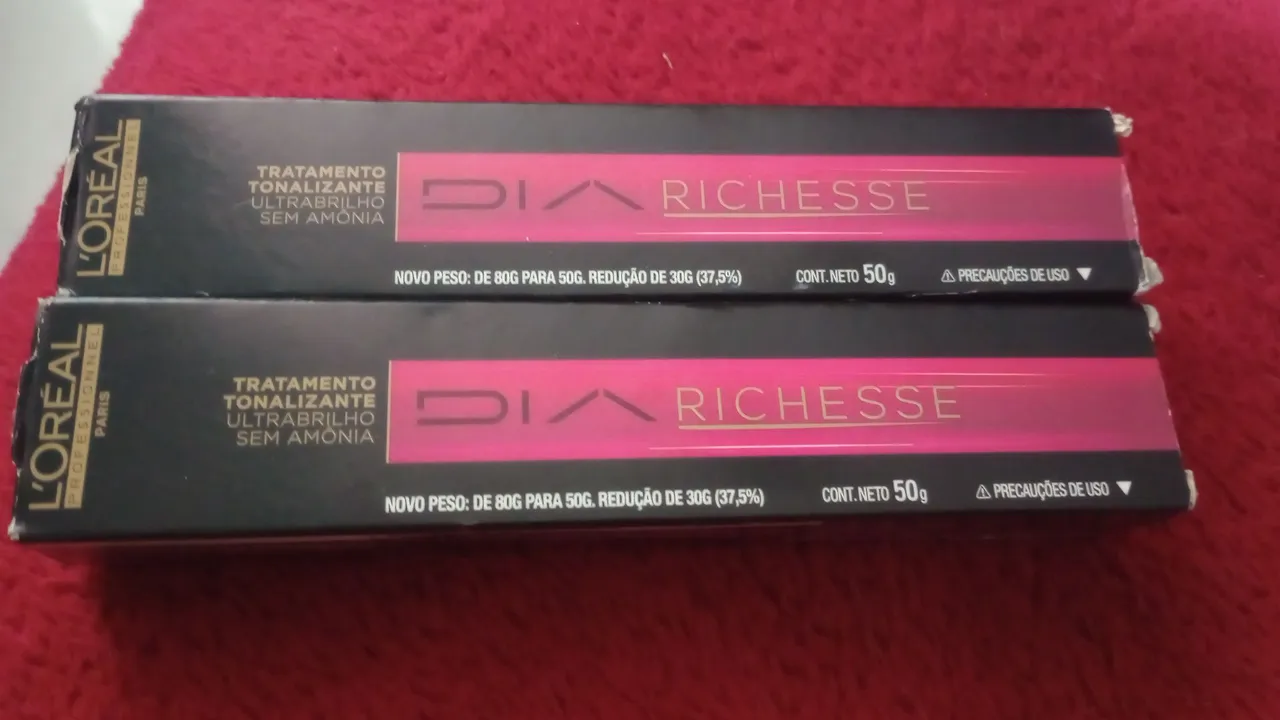 L'ORÉAL
PROFESSIONNEL
PARIS
TRATAMENTO
TONALIZANTE
ULTRABRILHO
SEM AMÔNIA
DIA RICHESSE
NOVO PESO: DE 80G PARA 50G. REDUÇÃO DE 30G (37,5%)
CONT. NETO 50g
⚠ PRECAUÇÕES DE USO ▼
L'ORÉAL
PROFESSIONNEL
PARIS
TRATAMENTO
TONALIZANTE
ULTRABRILHO
SEM AMÔNIA
DIA RICHESSE
NOVO PESO: DE 80G PARA 50G. REDUÇÃO DE 30G (37,5%)
CONT. NETO 50g
⚠ PRECAUÇÕES DE USO ▼